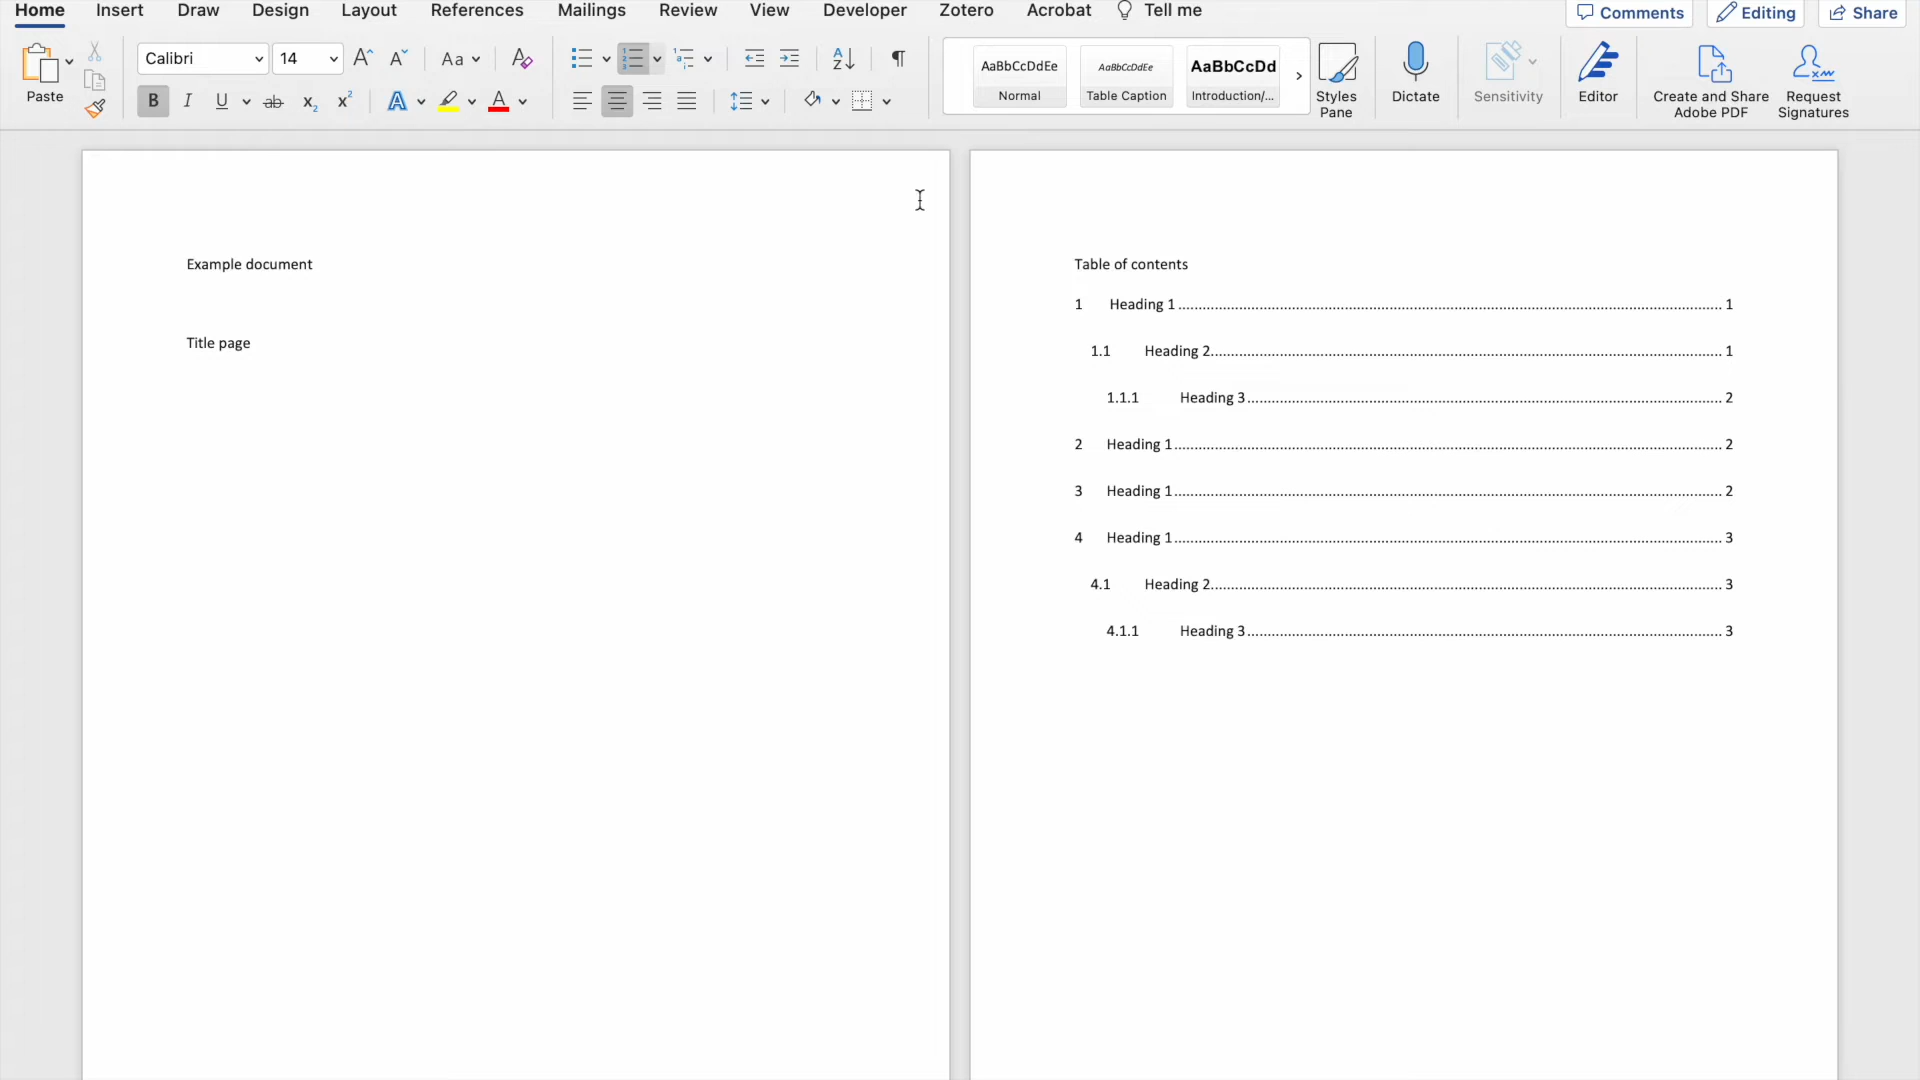 Home Insert Draw Design Layout References Mailings Review View Developer Zotero Acrobat Tell me Comments Editing Share
Calibri 14 Aa
Paste
B I U ab x₂ x² A A
AaBbCcDdEe AaBbCcDdEe AaBbCcDd
Normal Table Caption Introduction/...
Styles Pane
Dictate
Sensitivity
Editor
Create and Share Adobe PDF
Request Signatures
Example document
Title page
Table of contents
1 Heading 1 1
1.1 Heading 2 1
1.1.1 Heading 3 2
2 Heading 1 2
3 Heading 1 2
4 Heading 1 3
4.1 Heading 2 3
4.1.1 Heading 3 3